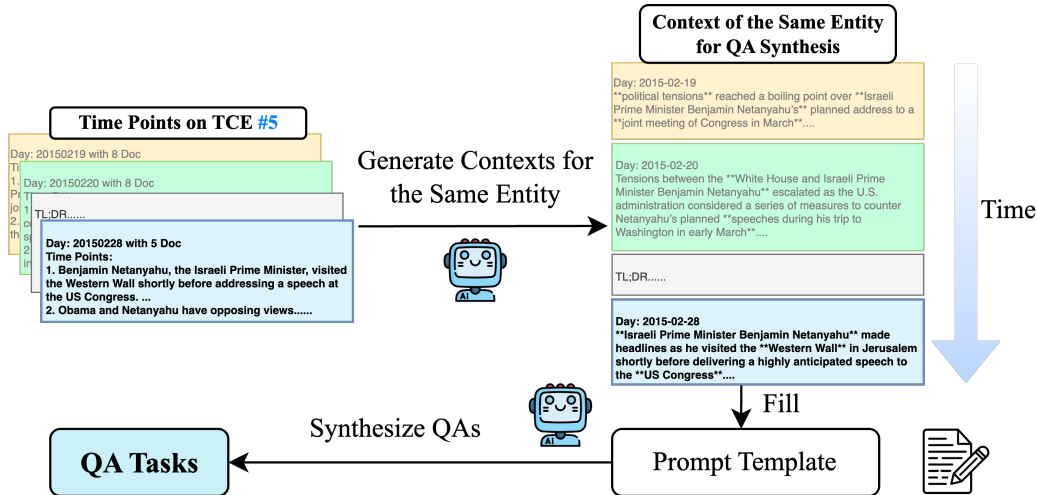 Context of the Same Entity
for QA Synthesis
Day: 2015-02-19
**political tensions** reached a boiling point over **Israeli
Prime Minister Benjamin Netanyahu's** planned address to a
**joint meeting of Congress in March**....
Time Points on TCE #5
Day: 20150219 with 8 Doc
Day: 20150220 with 8 Doc
TL;DR......
Day: 20150228 with 5 Doc
Time Points:
1. Benjamin Netanyahu, the Israeli Prime Minister, visited
the Western Wall shortly before addressing a speech at
the US Congress. ...
2. Obama and Netanyahu have opposing views......
Generate Contexts for
the Same Entity
AI
Day: 2015-02-20
Tensions between the **White House and Israeli Prime
Minister Benjamin Netanyahu** escalated as the U.S.
administration considered a series of measures to counter
Netanyahu's planned **speeches during his trip to
Washington in early March**....
Time
TL;DR......
Day: 2015-02-28
**Israeli Prime Minister Benjamin Netanyahu** made
headlines as he visited the **Western Wall** in Jerusalem
shortly before delivering a highly anticipated speech to
the **US Congress**....
Fill
AI
Synthesize QAs
QA Tasks
Prompt Template